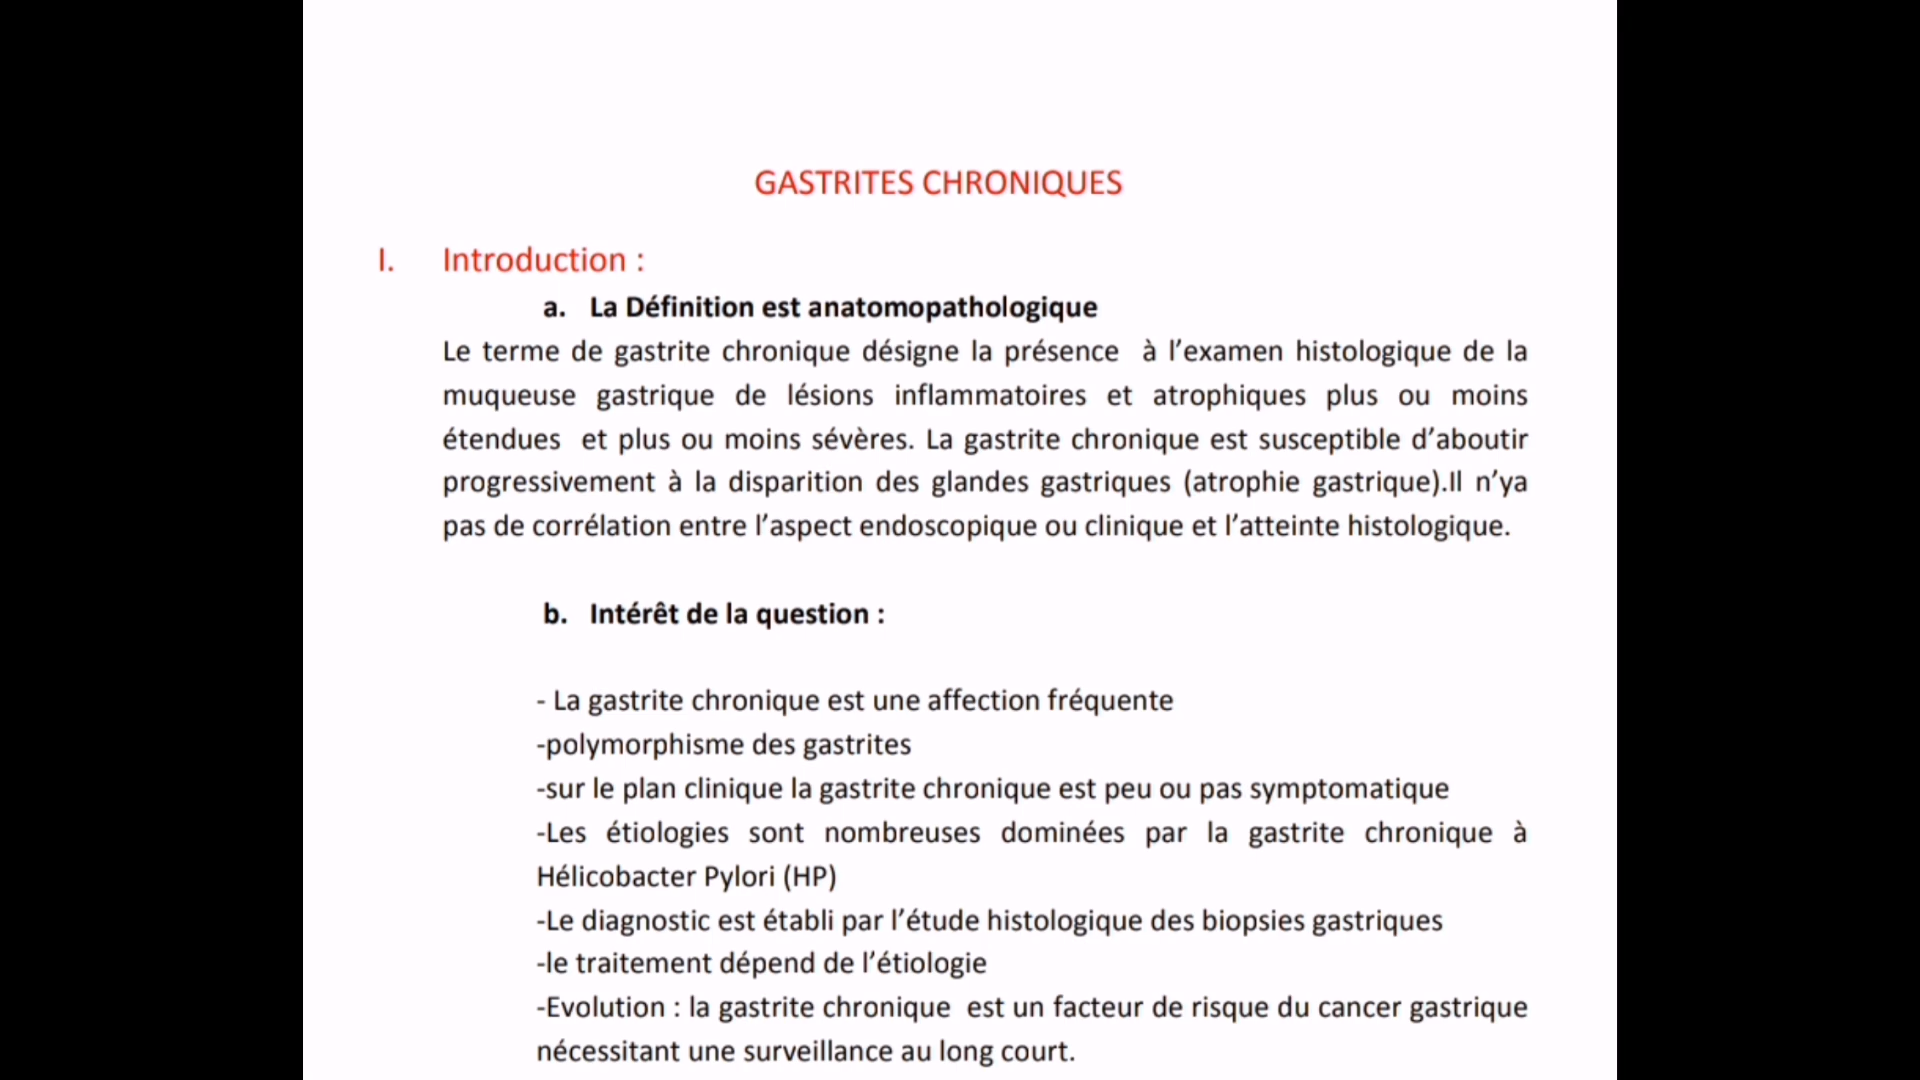 GASTRITES CHRONIQUES
I. Introduction :
a. La Définition est anatomopathologique
Le terme de gastrite chronique désigne la présence à l’examen histologique de la
muqueuse gastrique de lésions inflammatoires et atrophiques plus ou moins
étendues et plus ou moins sévères. La gastrite chronique est susceptible d’aboutir
progressivement à la disparition des glandes gastriques (atrophie gastrique).Il n’ya
pas de corrélation entre l’aspect endoscopique ou clinique et l’atteinte histologique.
b. Intérêt de la question :
- La gastrite chronique est une affection fréquente
-polymorphisme des gastrites
-sur le plan clinique la gastrite chronique est peu ou pas symptomatique
-Les étiologies sont nombreuses dominées par la gastrite chronique à
Hélicobacter Pylori (HP)
-Le diagnostic est établi par l’étude histologique des biopsies gastriques
-le traitement dépend de l’étiologie
-Evolution : la gastrite chronique est un facteur de risque du cancer gastrique
nécessitant une surveillance au long court.